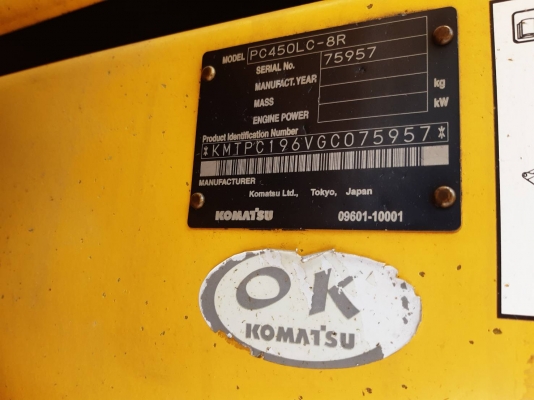 MODEL PC450LC-8R
SERIAL No. 75957
MANUFACT. YEAR
MASS kg
ENGINE POWER kW
Product Identification Number
*KMTPC196VGC075957*
MANUFACTURER
Komatsu Ltd., Tokyo, Japan
KOMATSU 09601-10001
OK
KOMATSU